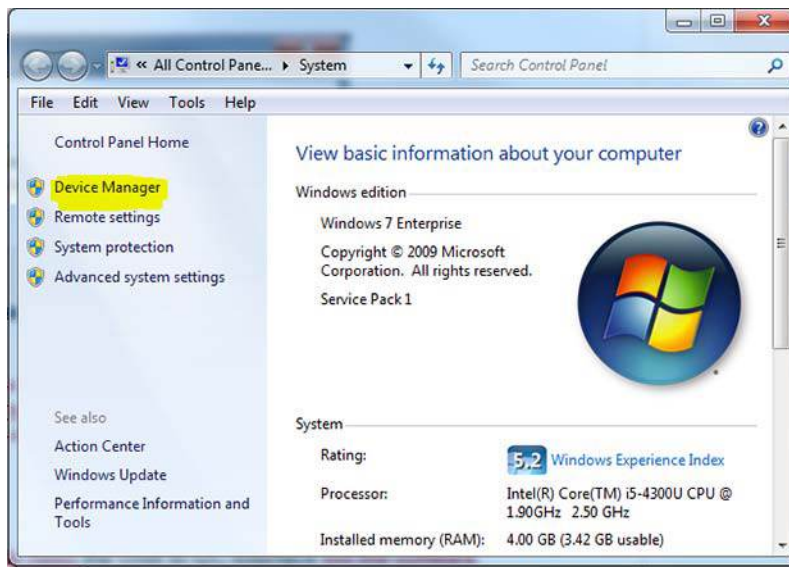 « All Control Pane... ▸ System
Search Control Panel
File Edit View Tools Help
Control Panel Home
Device Manager
Remote settings
System protection
Advanced system settings
See also
Action Center
Windows Update
Performance Information and
Tools
View basic information about your computer
Windows edition
Windows 7 Enterprise
Copyright © 2009 Microsoft
Corporation. All rights reserved.
Service Pack 1
System
Rating:
5.2 Windows Experience Index
Processor:
Intel(R) Core(TM) i5-4300U CPU @
1.90GHz 2.50 GHz
Installed memory (RAM):
4.00 GB (3.42 GB usable)